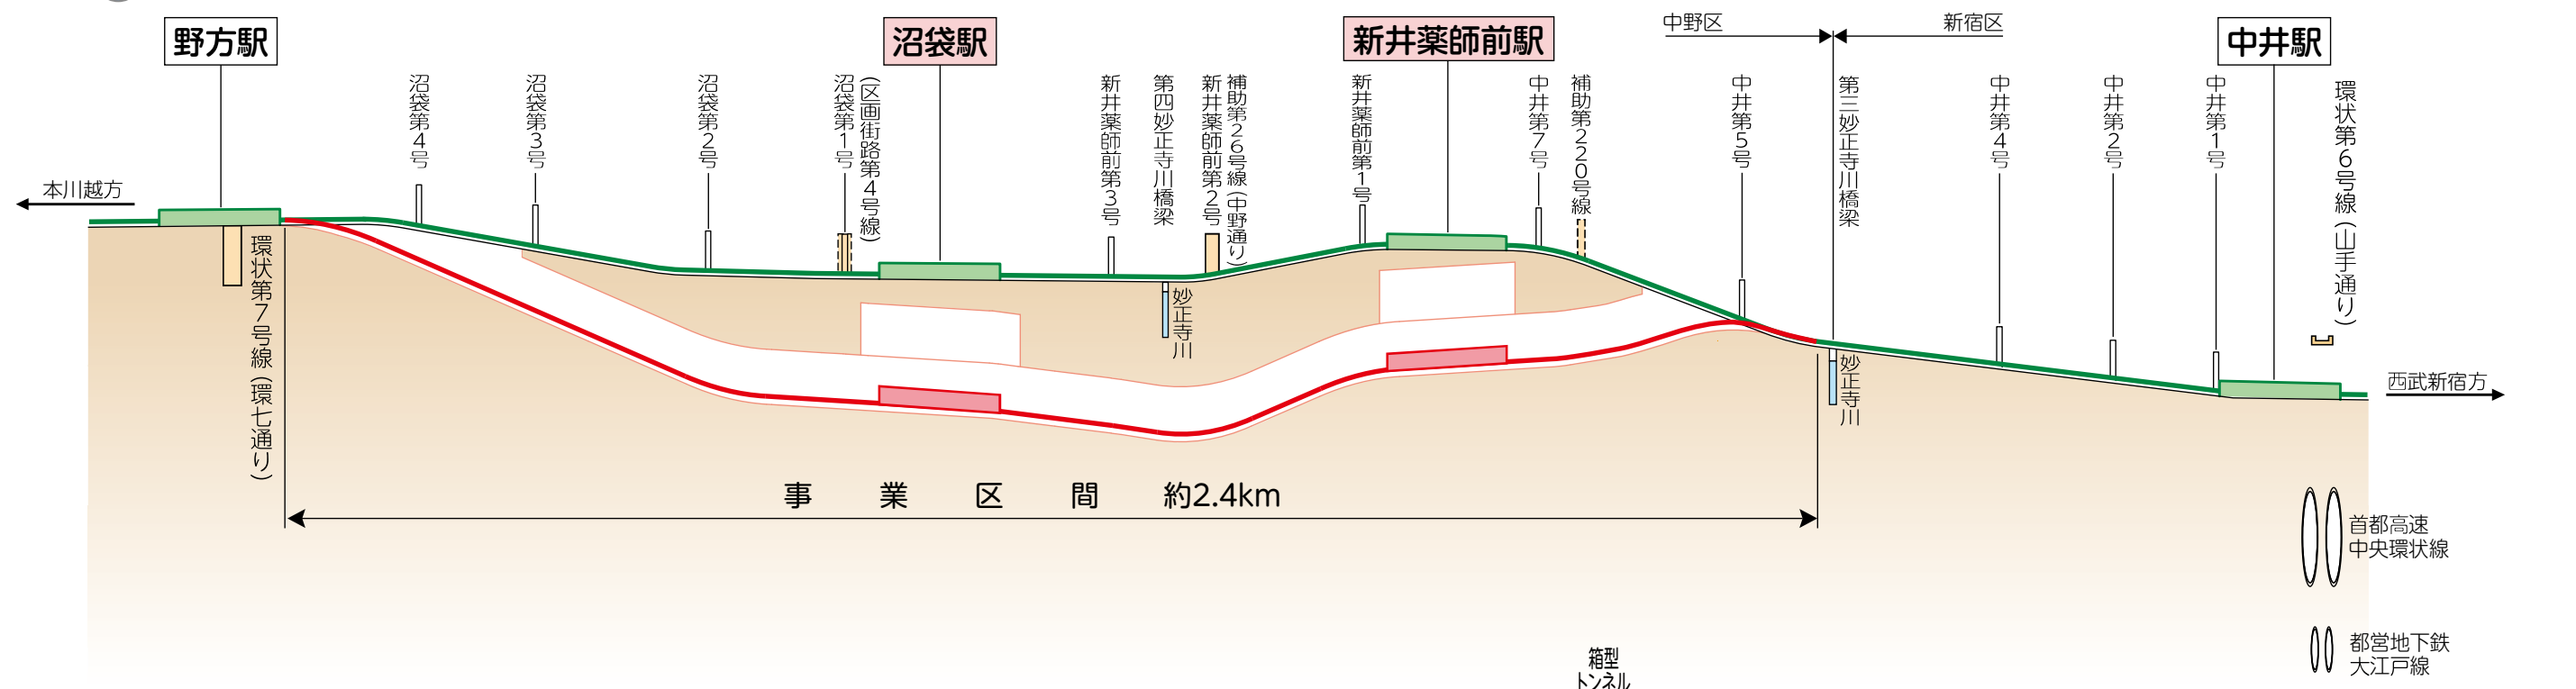 野方駅
沼袋駅
新井薬師前駅
中野区
新宿区
中井駅
本川越方
沼袋第4号
沼袋第3号
沼袋第2号
沼袋第1号
(区画街路第4号線)
新井薬師前第3号
第四妙正寺川橋梁
新井薬師前第2号
補助第26号線(中野通り)
新井薬師前第1号
中井第7号
補助第220号線
中井第5号
第三妙正寺川橋梁
中井第4号
中井第2号
中井第1号
環状第6号線(山手通り)
環状第7号線(環七通り)
妙正寺川
妙正寺川
西武新宿方
事業区間 約2.4km
首都高速
中央環状線
都営地下鉄
大江戸線
箱型
トンネル